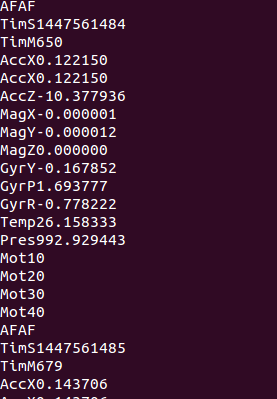 AFAF
TimS1447561484
TimM650
AccX0.122150
AccX0.122150
AccZ-10.377936
MagX-0.000001
MagY-0.000012
MagZ0.000000
GyrY-0.167852
GyrP1.693777
GyrR-0.778222
Temp26.158333
Pres992.929443
Mot10
Mot20
Mot30
Mot40
AFAF
TimS1447561485
TimM679
AccX0.143706
AccX0.143706